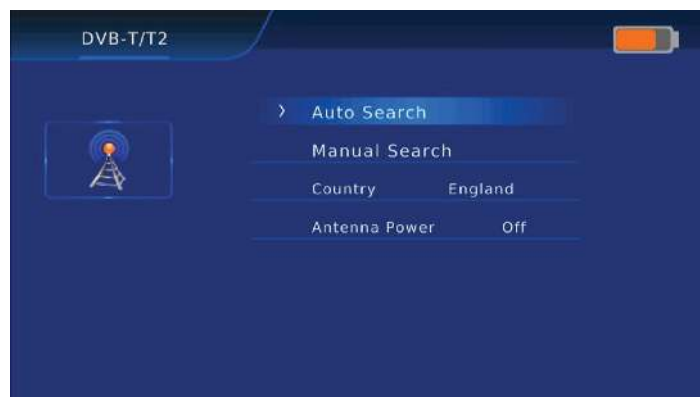 DVB-T/T2
> Auto Search
Manual Search
Country England
Antenna Power Off